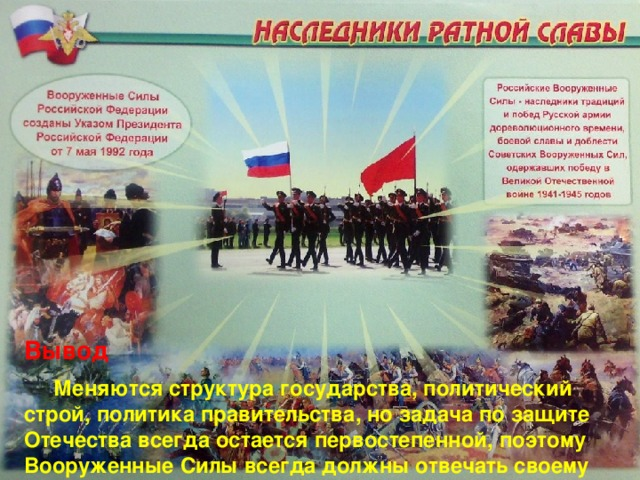 НАСЛЕДНИКИ РАТНОЙ СЛАВЫ
Вооруженные Силы
Российской Федерации
созданы Указом Президента
Российской Федерации
от 7 мая 1992 года
Российские Вооруженные
Силы - наследники традиций
и побед Русской армии
дореволюционного времени,
боевой славы и доблести
Советских Вооруженных Сил,
одержавших победу в
Великой Отечественной
войне 1941-1945 годов
Вывод
Меняются структура государства, политический
строй, политика правительства, но задача по защите
Отечества всегда остается первостепенной, поэтому
Вооруженные Силы всегда должны отвечать своему